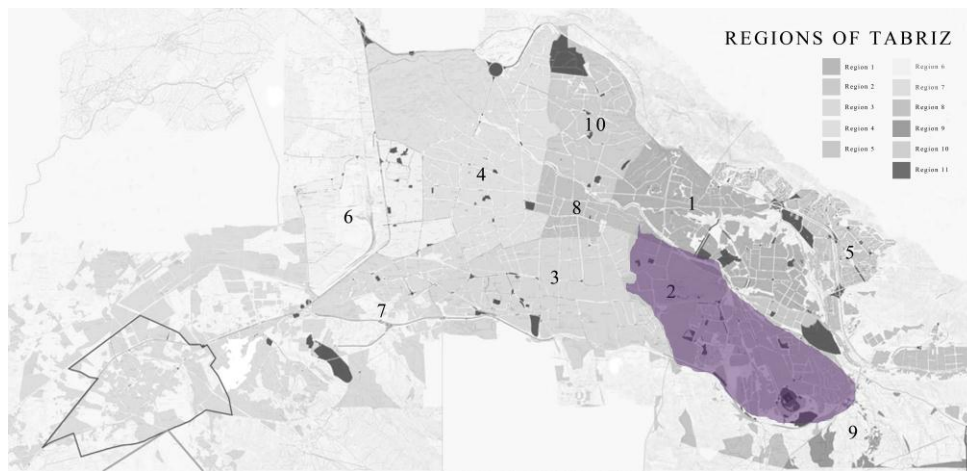 REGIONS OF TABRIZ
Region 1
Region 2
Region 3
Region 4
Region 5
Region 6
Region 7
Region 8
Region 9
Region 10
Region 11
10
4
1
6
8
5
3
2
7
9